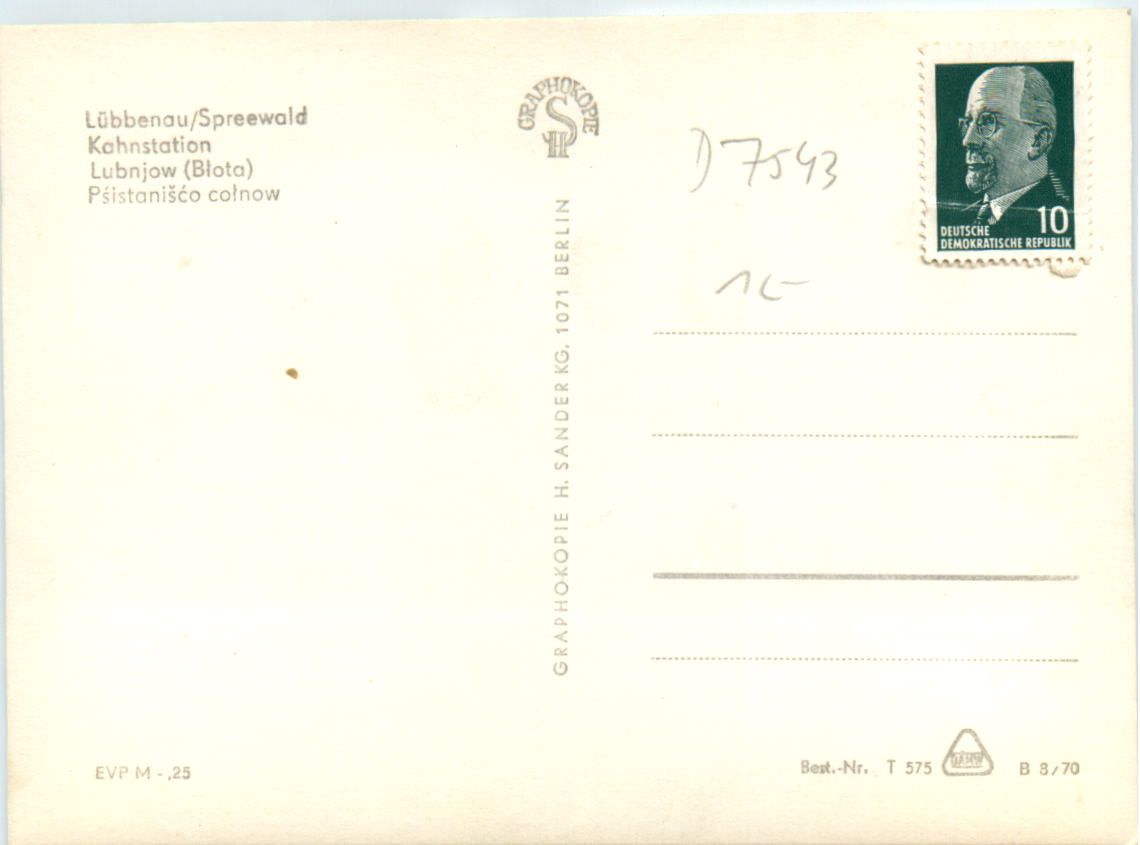 Lübbenau/Spreewald
Kahnstation
Lubnjow (Błota)
Pśistanišćo cołnow
GRAPHOKOPIE
HS
GRAPHOKOPIE H. SANDER KG, 1071 BERLIN
D 7543
10
DEUTSCHE
DEMOKRATISCHE REPUBLIK
EVP M -,25
Best.-Nr. T 575
B 8/70